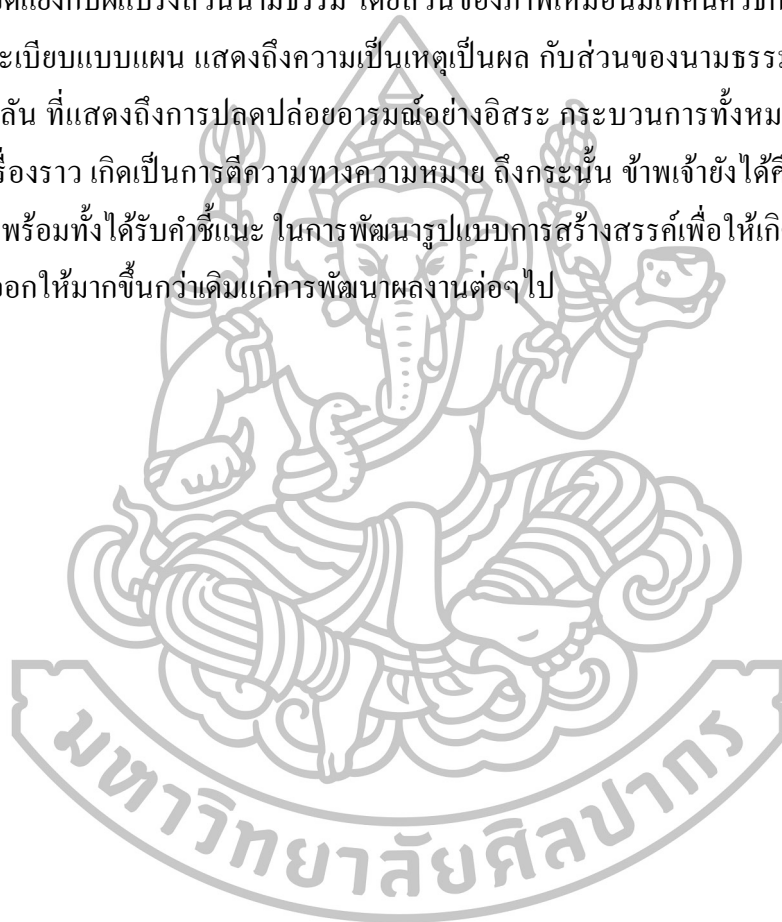 กับฝีแปรงส่วนนามธรรม โดยส่วนของภาพเหมือนมีเทคนิค
ะเบียบแบบแผน แสดงถึงความเป็นเหตุเป็นผล กับส่วนของนามธรรม
ลัน ที่แสดงถึงการปลดปล่อยอารมณ์อย่างอิสระ กระบวนการทั้งหม
รื่องราว เกิดเป็นการตีความทางความหมาย ถึงกระนั้น ข้าพเจ้ายังได้ศึ
พร้อมทั้งได้รับคำชี้แนะ ในการพัฒนารูปแบบการสร้างสรรค์เพื่อให้เกิ
ออกให้มากขึ้นกว่าเดิมแก่การพัฒนาผลงานต่อๆ ไป
มหาวิทยาลัยศิลปากร